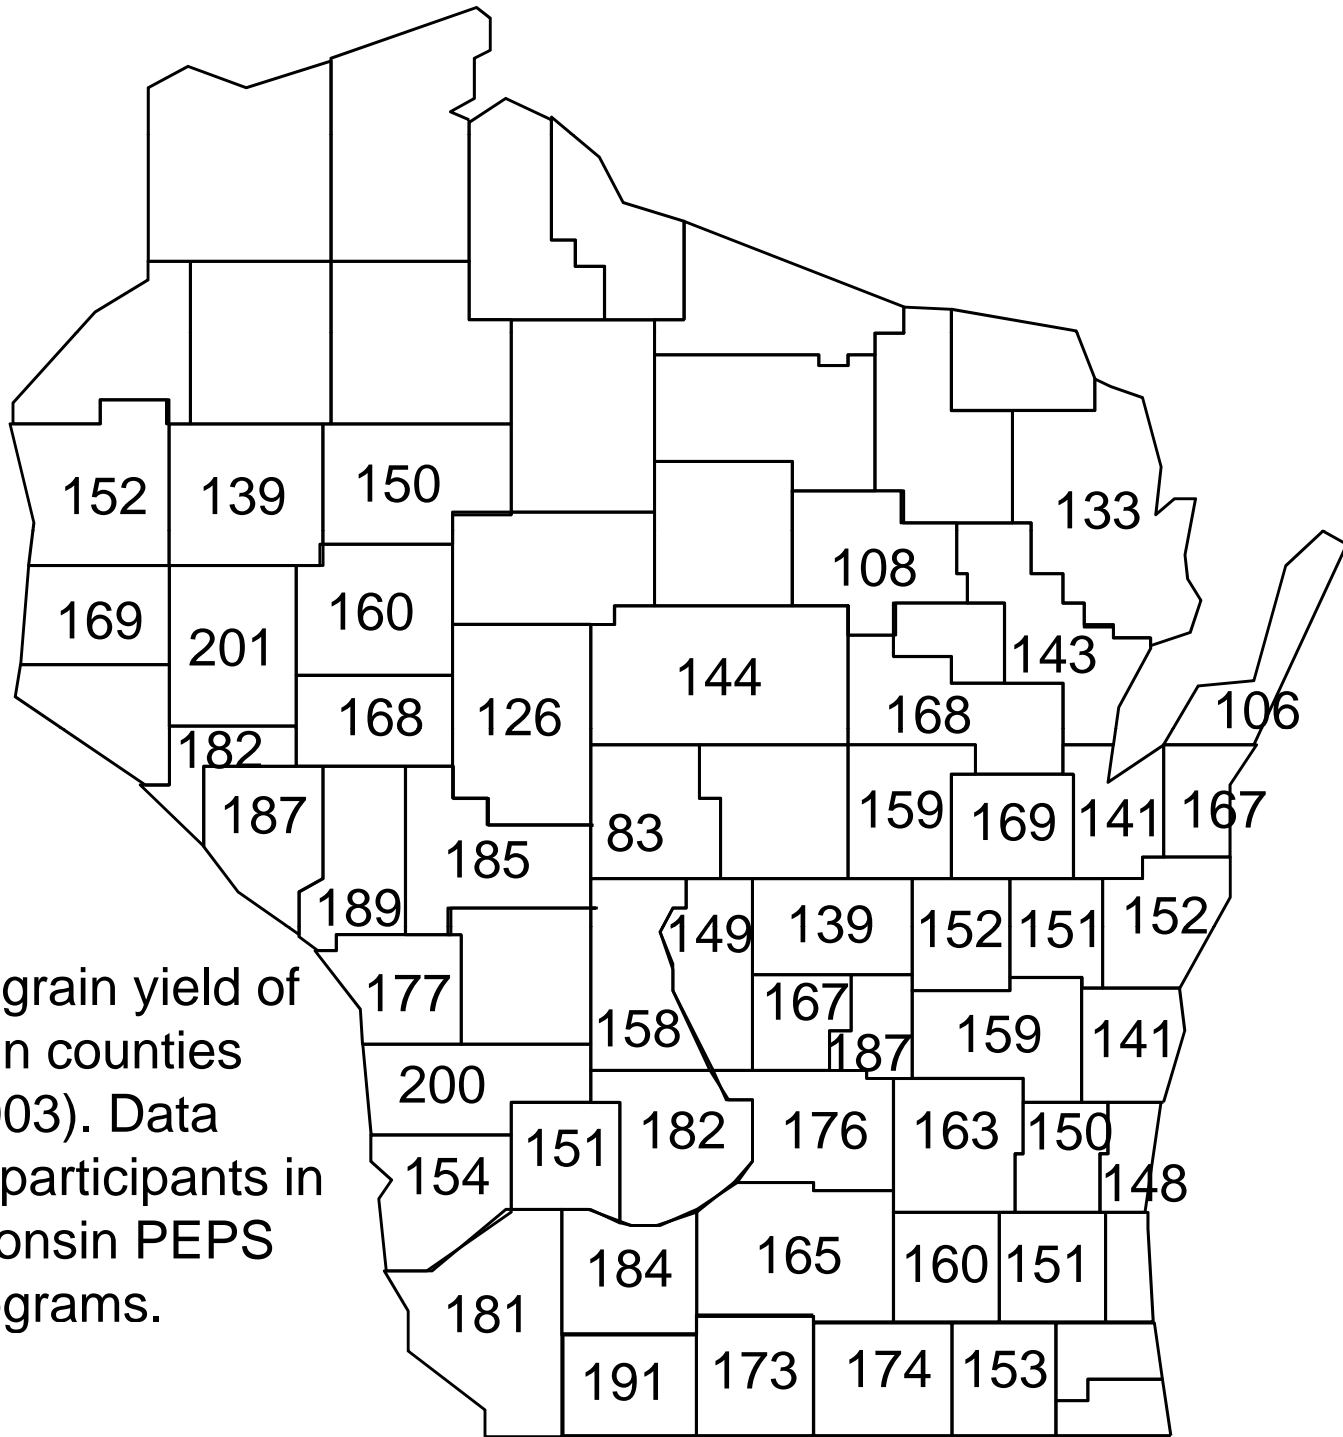 152 139 150
133
108
169 201 160
144 143
168 126 168 106
182
187 83 159 169 141 167
185
189 149 139 152 151 152
grain yield of 177 167
n counties 158 187 159 141
03). Data 200
151 182 176 163 150
participants in 154 148
onsin PEPS 184 165 160 151
grams. 181
191 173 174 153